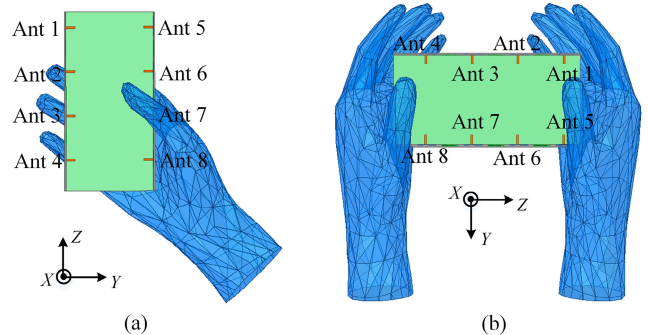 Ant 1
Ant 5
Ant 2
Ant 6
Ant 3
Ant 7
Ant 4
Ant 8
Z
X
Y
(a)
Ant 4
Ant 2
Ant 3
Ant 1
Ant 7
Ant 5
Ant 8
Ant 6
X
Z
Y
(b)